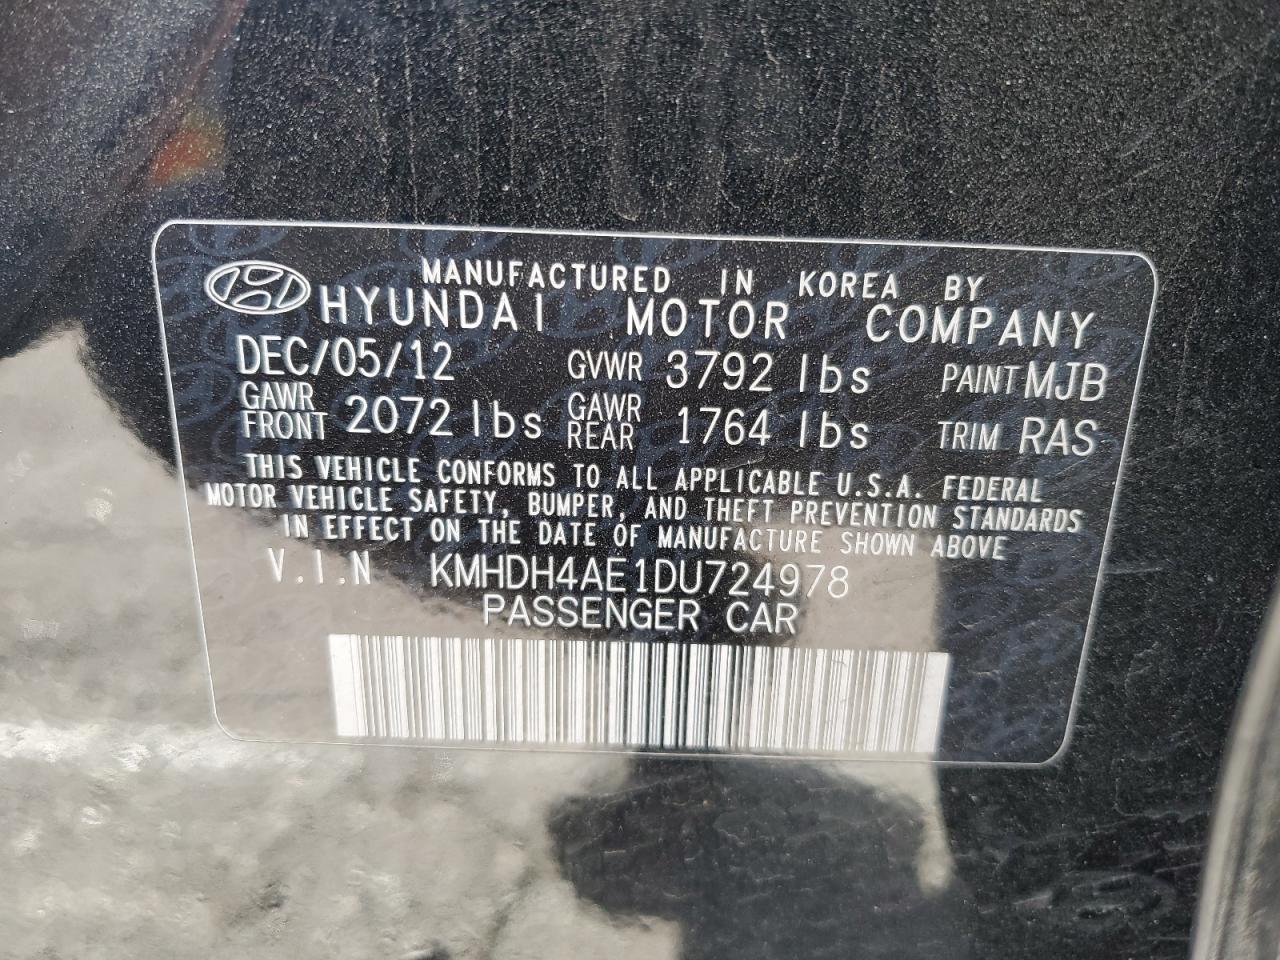 MANUFACTURED IN KOREA BY
HYUNDAI MOTOR COMPANY
DEC/05/12 GVWR 3792 lbs PAINT MJB
GAWR FRONT 2072 lbs GAWR REAR 1764 lbs TRIM RAS
THIS VEHICLE CONFORMS TO ALL APPLICABLE U.S.A. FEDERAL
MOTOR VEHICLE SAFETY, BUMPER, AND THEFT PREVENTION STANDARDS
IN EFFECT ON THE DATE OF MANUFACTURE SHOWN ABOVE
V.I.N KMHDH4AE1DU724978
PASSENGER CAR